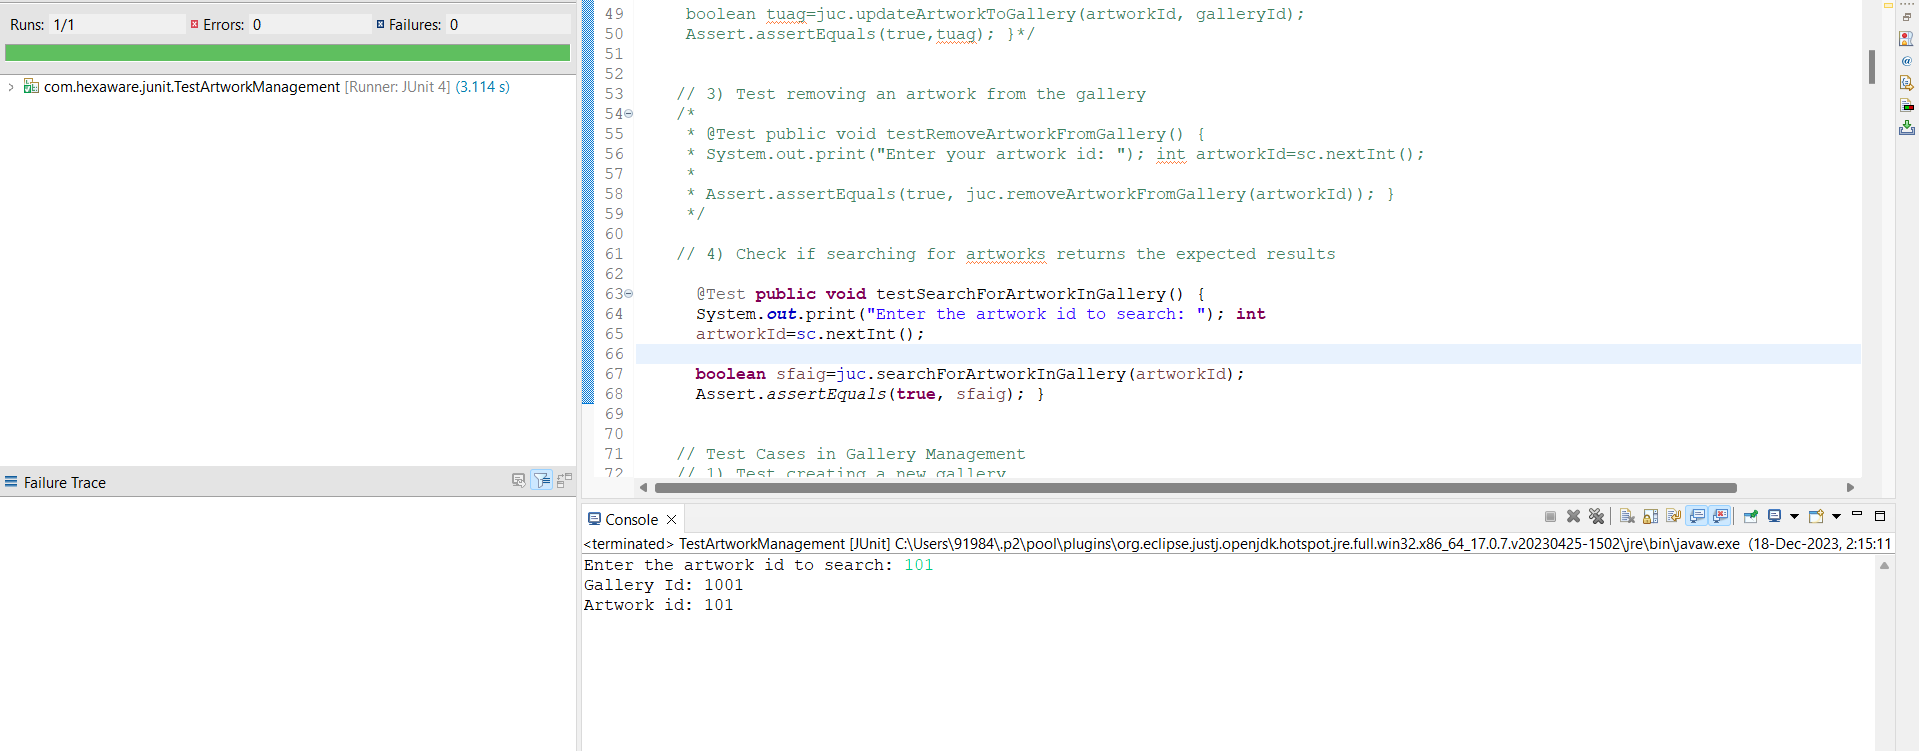 Runs: 1/1 Errors: 0 Failures: 0
com.hexaware.junit.TestArtworkManagement [Runner: JUnit 4] (3.114 s)
Failure Trace
49 boolean tuag=juc.updateArtworkToGallery(artworkId, galleryId);
50 Assert.assertEquals(true,tuag); }*/
51
52
53 // 3) Test removing an artwork from the gallery
54 /*
55 * @Test public void testRemoveArtworkFromGallery() {
56 * System.out.print("Enter your artwork id: "); int artworkId=sc.nextInt();
57 *
58 * Assert.assertEquals(true, juc.removeArtworkFromGallery(artworkId)); }
59 */
60
61 // 4) Check if searching for artworks returns the expected results
62
63 @Test public void testSearchForArtworkInGallery() {
64 System.out.print("Enter the artwork id to search: "); int
65 artworkId=sc.nextInt();
66
67 boolean sfaig=juc.searchForArtworkInGallery(artworkId);
68 Assert.assertEquals(true, sfaig); }
69
70
71 // Test Cases in Gallery Management
72 // 1) Test creating a new gallery
Console
<terminated> TestArtworkManagement [JUnit] C:\Users\91984\.p2\pool\plugins\org.eclipse.justj.openjdk.hotspot.jre.full.win32.x86_64_17.0.7.v20230425-1502\jre\bin\javaw.exe (18-Dec-2023, 2:15:11
Enter the artwork id to search: 101
Gallery Id: 1001
Artwork id: 101